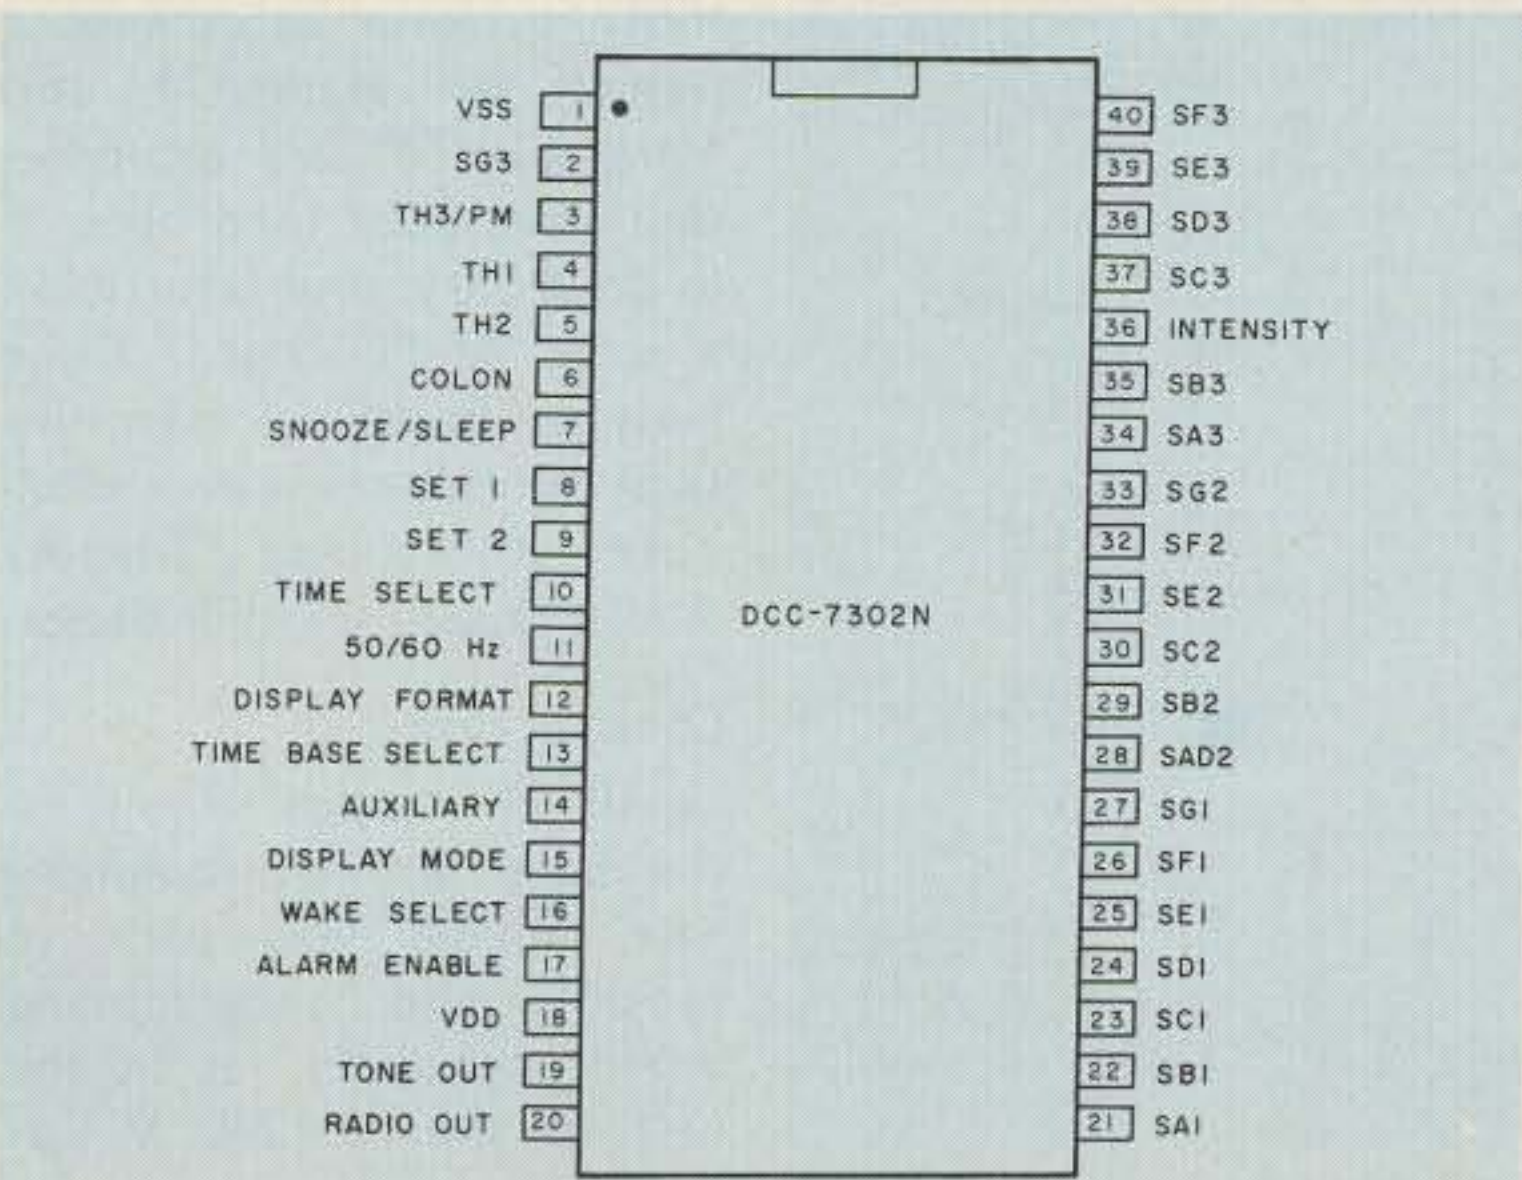 VSS 1
SG3 2
TH3/PM 3
TH1 4
TH2 5
COLON 6
SNOOZE/SLEEP 7
SET 1 8
SET 2 9
TIME SELECT 10
50/60 Hz 11
DISPLAY FORMAT 12
TIME BASE SELECT 13
AUXILIARY 14
DISPLAY MODE 15
WAKE SELECT 16
ALARM ENABLE 17
VDD 18
TONE OUT 19
RADIO OUT 20
DCC-7302N
40 SF3
39 SE3
38 SD3
37 SC3
36 INTENSITY
35 SB3
34 SA3
33 SG2
32 SF2
31 SE2
30 SC2
29 SB2
28 SAD2
27 SG1
26 SF1
25 SE1
24 SD1
23 SC1
22 SB1
21 SA1